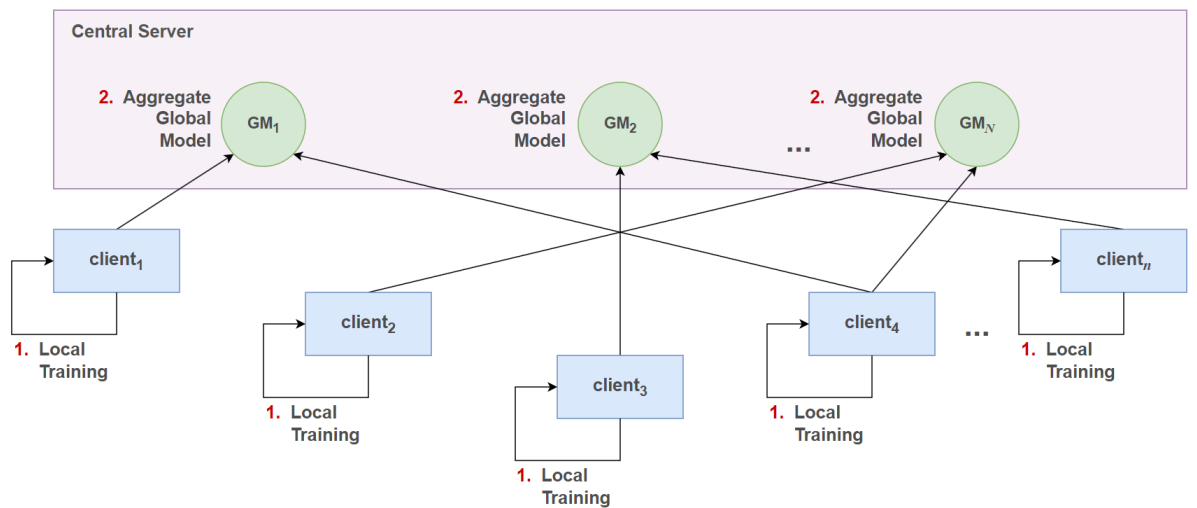 Central Server
2. Aggregate
Global
Model
GM₁
2. Aggregate
Global
Model
GM₂
...
2. Aggregate
Global
Model
GM_N
client₁
1. Local
Training
client₂
1. Local
Training
client₃
1. Local
Training
client₄
1. Local
Training
...
clientₙ
1. Local
Training